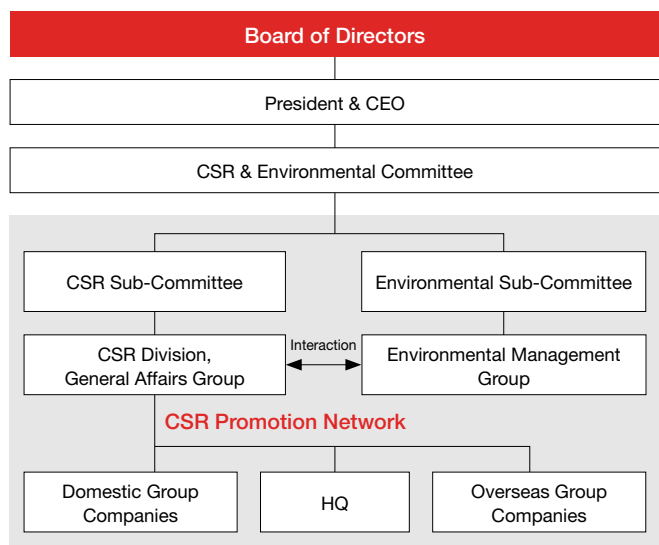 Board of Directors
President & CEO
CSR & Environmental Committee
CSR Sub-Committee
Environmental Sub-Committee
CSR Division,
General Affairs Group
Interaction
Environmental Management
Group
CSR Promotion Network
Domestic Group
Companies
HQ
Overseas Group
Companies